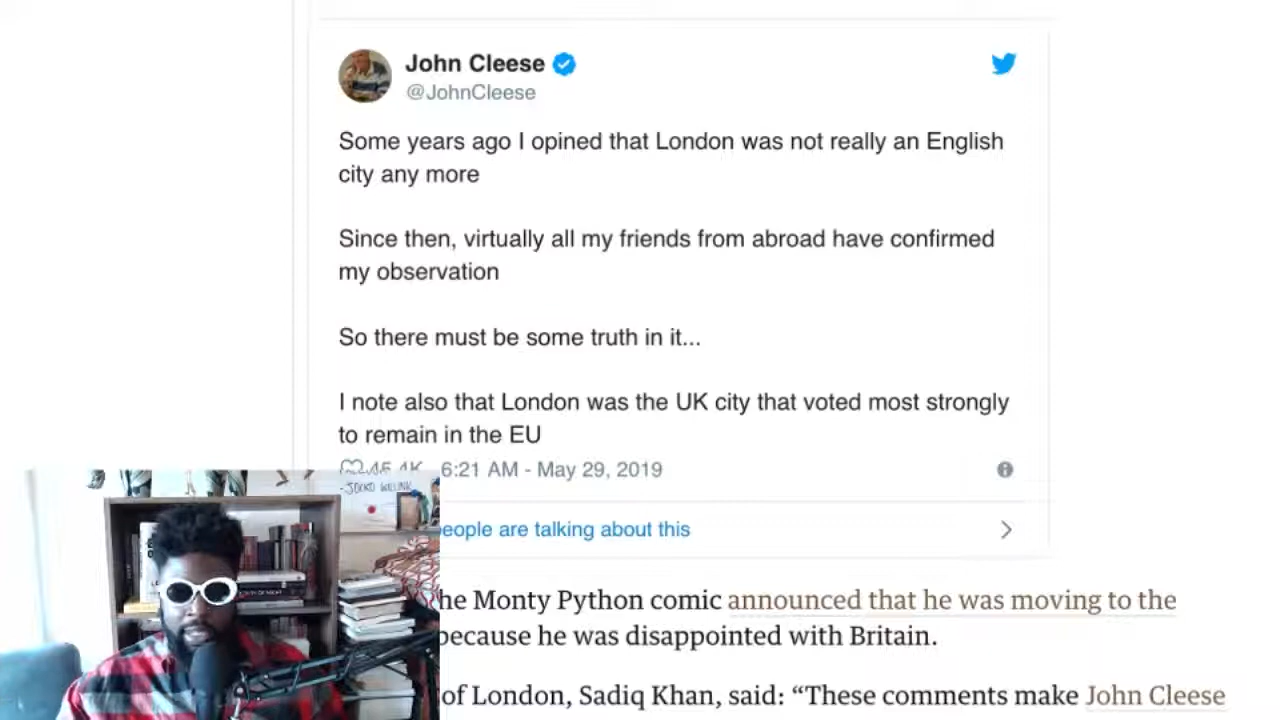 John Cleese
@JohnCleese
Some years ago I opined that London was not really an English
city any more
Since then, virtually all my friends from abroad have confirmed
my observation
So there must be some truth in it...
I note also that London was the UK city that voted most strongly
to remain in the EU
6:21 AM - May 29, 2019
people are talking about this
he Monty Python comic announced that he was moving to the
because he was disappointed with Britain.
of London, Sadiq Khan, said: “These comments make John Cleese
-JOCKO WILLINK